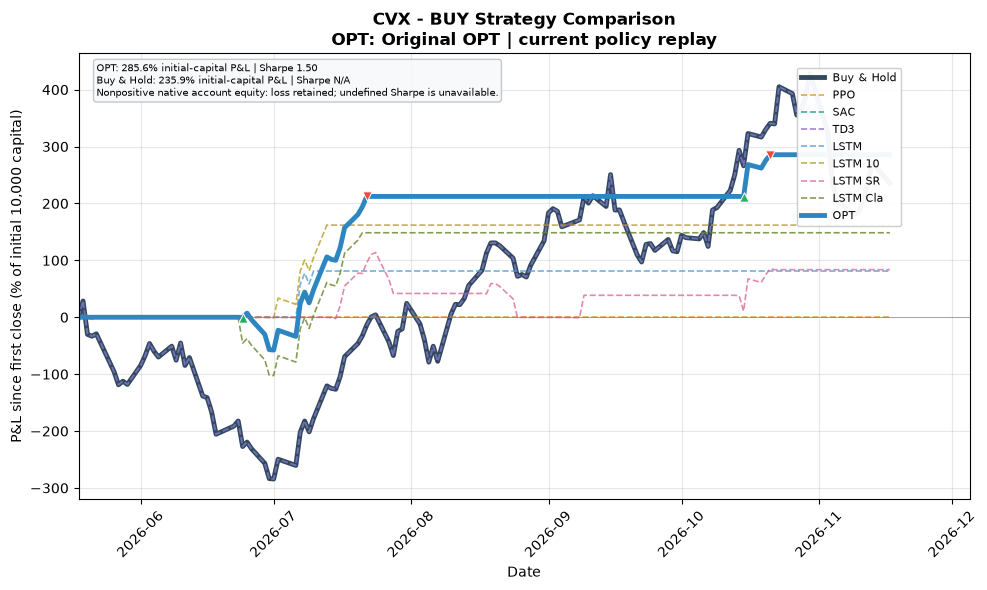 CVX - BUY Strategy Comparison
OPT: Original OPT | current policy replay
OPT: 285.6% initial-capital P&L | Sharpe 1.50
Buy & Hold: 235.9% initial-capital P&L | Sharpe N/A
Nonpositive native account equity: loss retained; undefined Sharpe is unavailable.
Buy & Hold
PPO
SAC
TD3
LSTM
LSTM 10
LSTM SR
LSTM Cla
OPT
P&L since first close (% of initial 10,000 capital)
400
300
200
100
0
−100
−200
−300
2026-06
2026-07
2026-08
2026-09
2026-10
2026-11
2026-12
Date